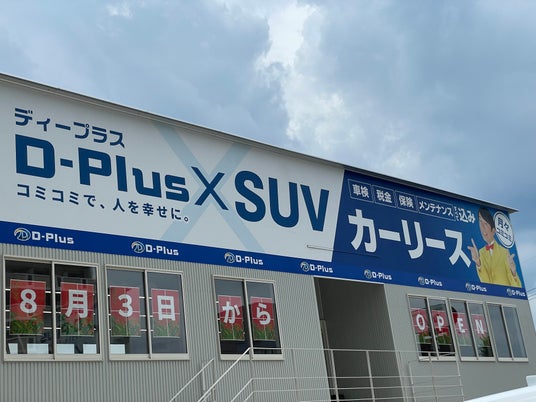 ディープラス
D-Plus×SUV
コミコミで、人を幸せに。
車検 税金 保険 メンテナンス 込み
カーリース
D-Plus D-Plus D-Plus D-Plus D-Plus D-Plus
8月3日から OPEN